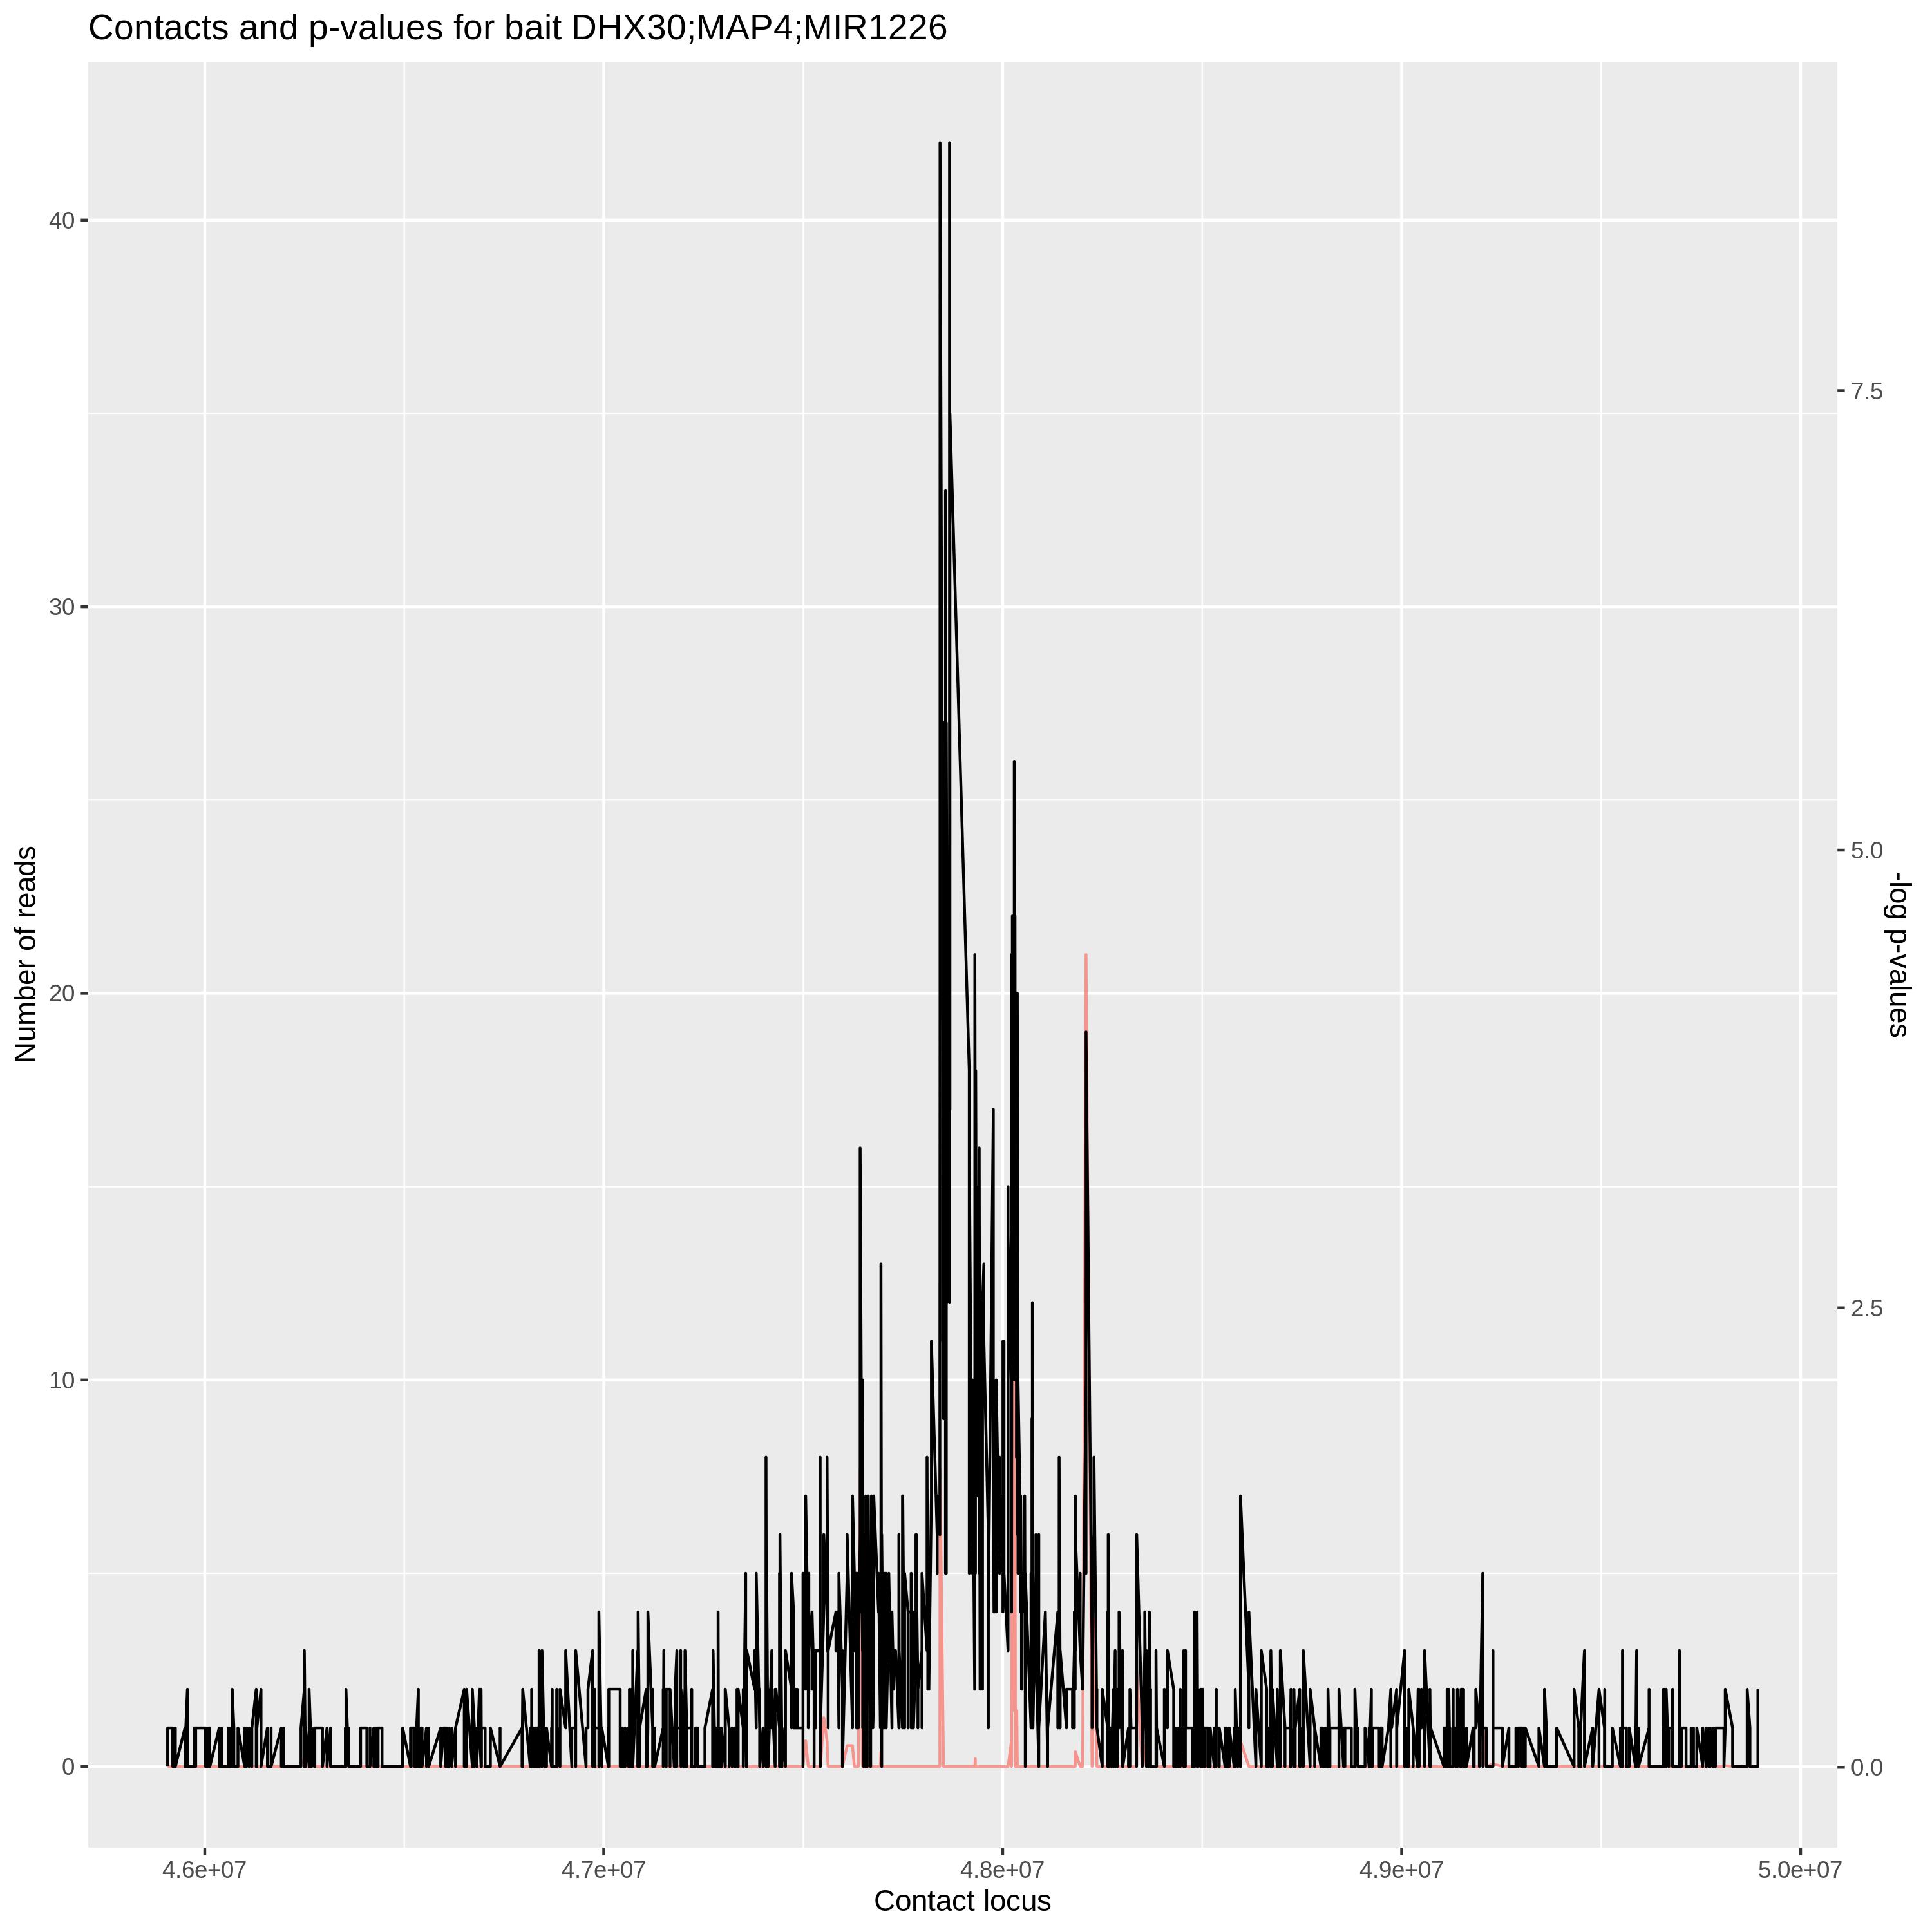 Contacts and p-values for bait DHX30;MAP4;MIR1226
40
30
20
10
0
Number of reads
7.5
5.0
2.5
0.0
-log p-values
4.6e+07
4.7e+07
4.8e+07
4.9e+07
5.0e+07
Contact locus